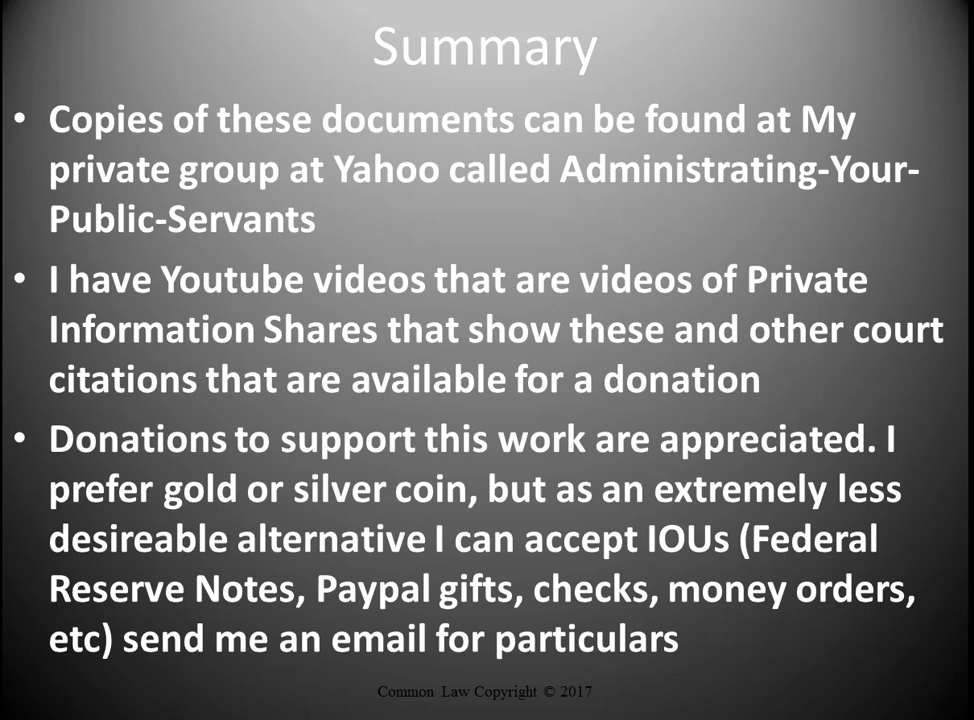 Summary
• Copies of these documents can be found at My
private group at Yahoo called Administrating-Your-
Public-Servants
• I have Youtube videos that are videos of Private
Information Shares that show these and other court
citations that are available for a donation
• Donations to support this work are appreciated. I
prefer gold or silver coin, but as an extremely less
desireable alternative I can accept IOUs (Federal
Reserve Notes, Paypal gifts, checks, money orders,
etc) send me an email for particulars
Common Law Copyright © 2017